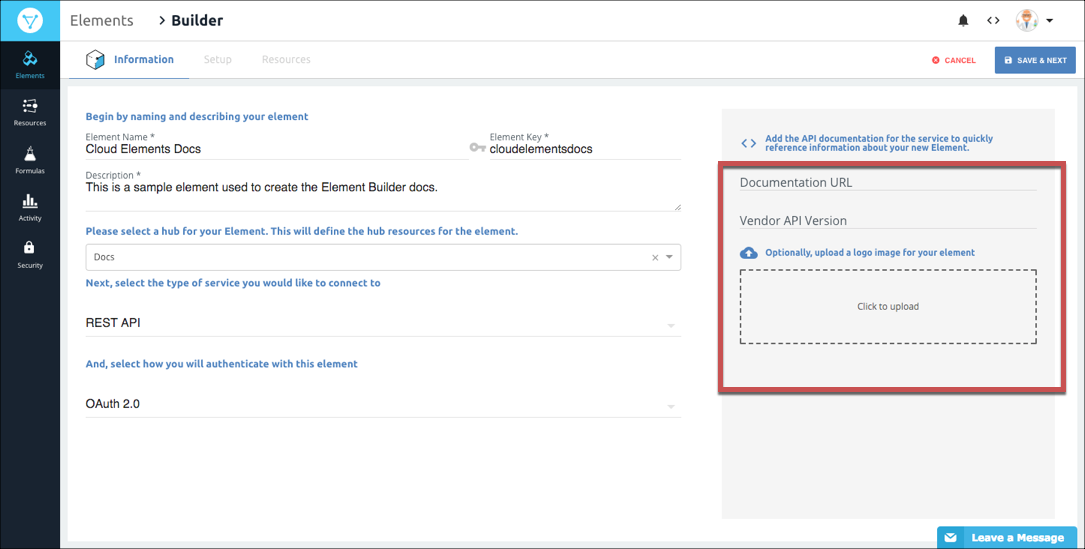 Elements > Builder
Elements
Resources
Formulas
Activity
Security
Information Setup Resources
CANCEL
SAVE & NEXT
Begin by naming and describing your element
Element Name *
Cloud Elements Docs
Element Key *
cloudelementsdocs
Description *
This is a sample element used to create the Element Builder docs.
Please select a hub for your Element. This will define the hub resources for the element.
Docs
Next, select the type of service you would like to connect to
REST API
And, select how you will authenticate with this element
OAuth 2.0
Add the API documentation for the service to quickly
reference information about your new Element.
Documentation URL
Vendor API Version
Optionally, upload a logo image for your element
Click to upload
Leave a Message